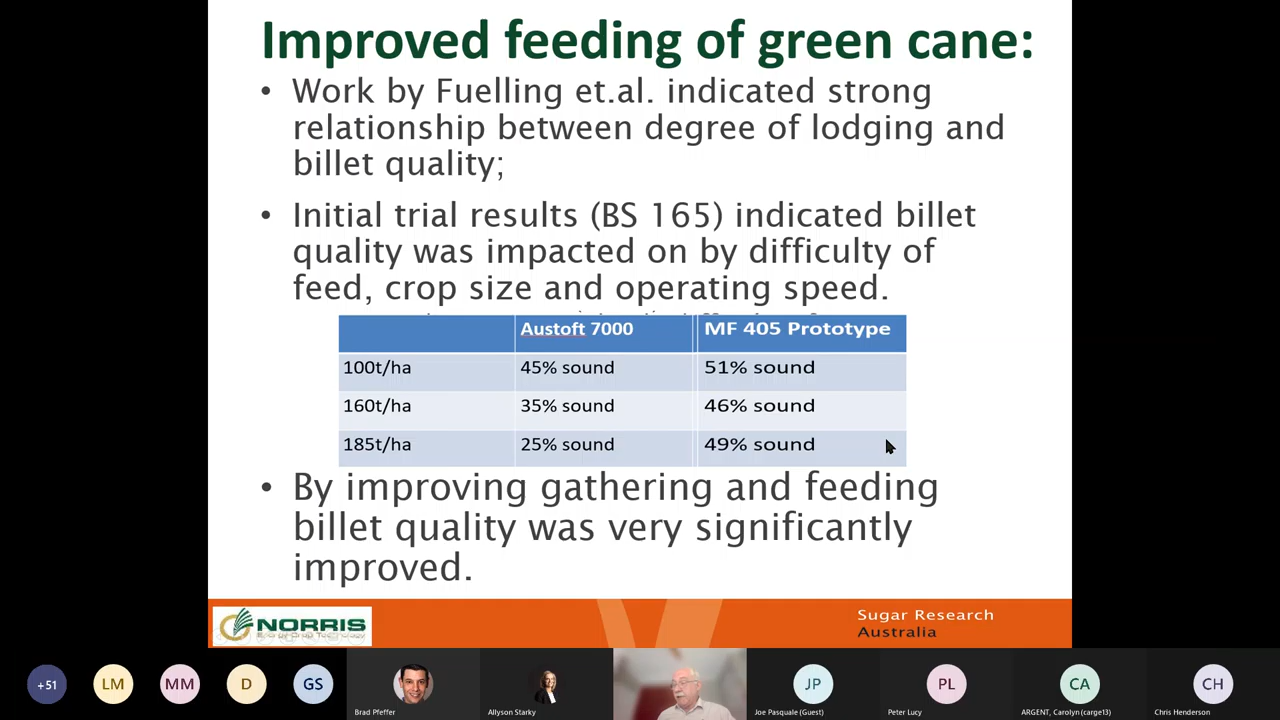 Improved feeding of green cane:
• Work by Fuelling et.al. indicated strong
relationship between degree of lodging and
billet quality;
• Initial trial results (BS 165) indicated billet
quality was impacted on by difficulty of
feed, crop size and operating speed.
Austoft 7000 MF 405 Prototype
100t/ha 45% sound 51% sound
160t/ha 35% sound 46% sound
185t/ha 25% sound 49% sound
• By improving gathering and feeding
billet quality was very significantly
improved.
NORRIS
Energy Crop Technology
Sugar Research
Australia
+51 LM MM D GS JP PL CA CH
Brad Pfeffer Allyson Starky Joe Pasquale (Guest) Peter Lucy ARGENT, Carolyn (carge13) Chris Henderson